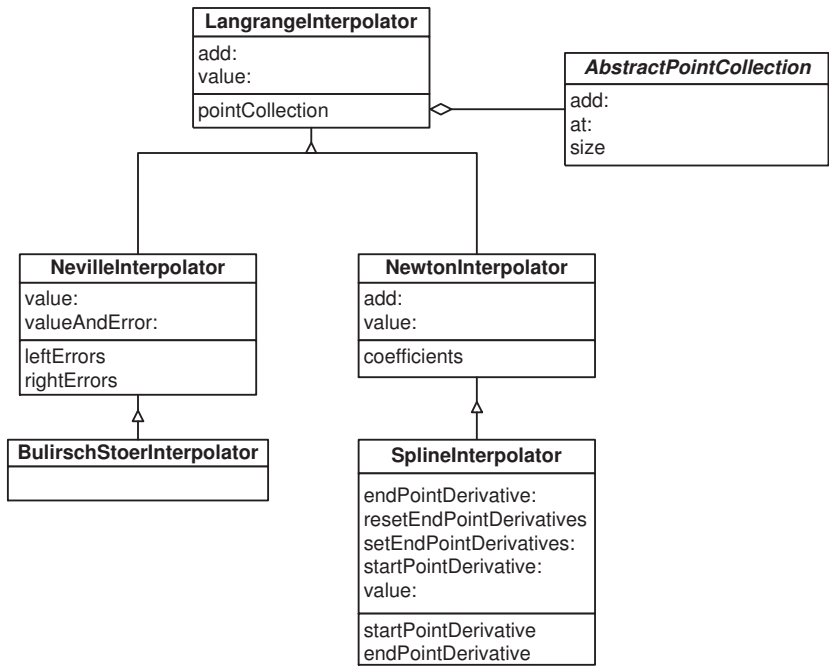 LangrangeInterpolator
add:
value:
pointCollection
AbstractPointCollection
add:
at:
size
NevilleInterpolator
value:
valueAndError:
leftErrors
rightErrors
NewtonInterpolator
add:
value:
coefficients
BulirschStoerInterpolator
SplineInterpolator
endPointDerivative:
resetEndPointDerivatives
setEndPointDerivatives:
startPointDerivative:
value:
startPointDerivative
endPointDerivative